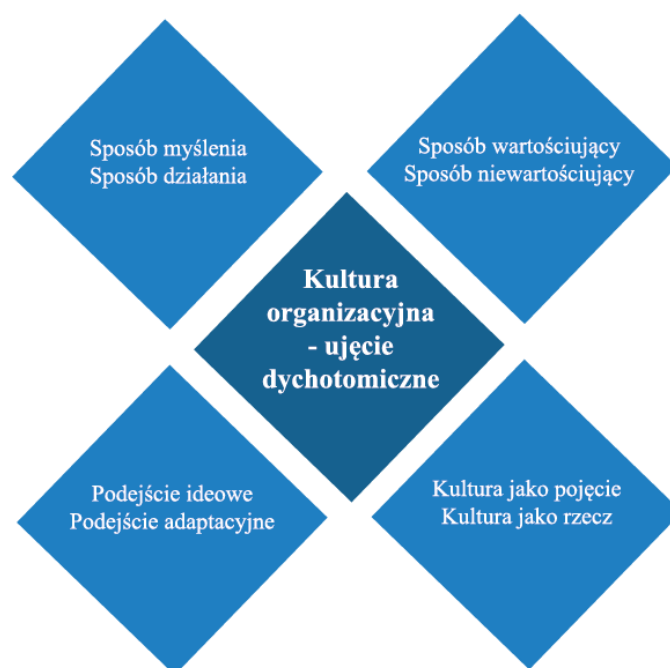 Sposób myślenia
Sposób działania
Sposób wartościujący
Sposób niewartościujący
Kultura
organizacyjna
- ujęcie
dychotomiczne
Podejście ideowe
Podejście adaptacyjne
Kultura jako pojęcie
Kultura jako rzecz